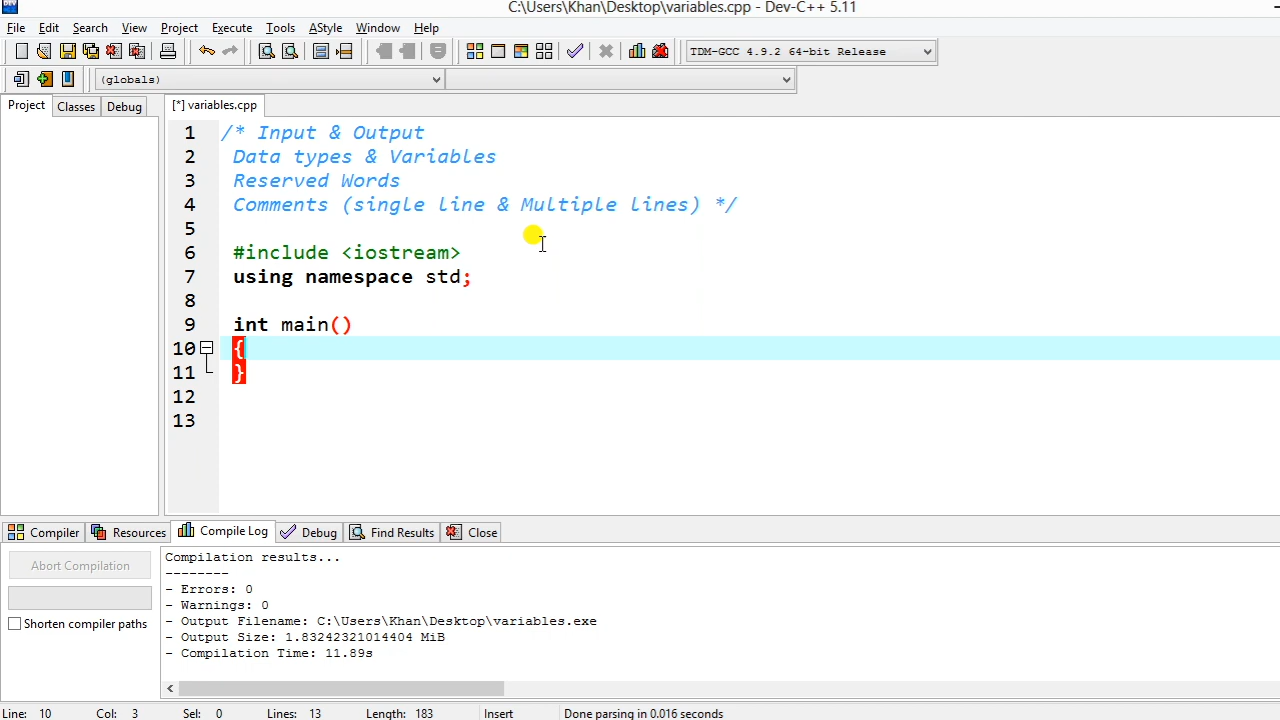 C:\Users\Khan\Desktop\variables.cpp - Dev-C++ 5.11
File Edit Search View Project Execute Tools AStyle Window Help
TDM-GCC 4.9.2 64-bit Release
(globals)
Project Classes Debug [*] variables.cpp
1 /* Input & Output
2 Data types & Variables
3 Reserved Words
4 Comments (single line & Multiple lines) */
5
6 #include <iostream>
7 using namespace std;
8
9 int main()
10 {
11 }
12
13
Compiler Resources Compile Log Debug Find Results Close
Abort Compilation
Shorten compiler paths
Compilation results...
--------
- Errors: 0
- Warnings: 0
- Output Filename: C:\Users\Khan\Desktop\variables.exe
- Output Size: 1.83242321014404 MiB
- Compilation Time: 11.89s
Line: 10 Col: 3 Sel: 0 Lines: 13 Length: 183 Insert Done parsing in 0.016 seconds